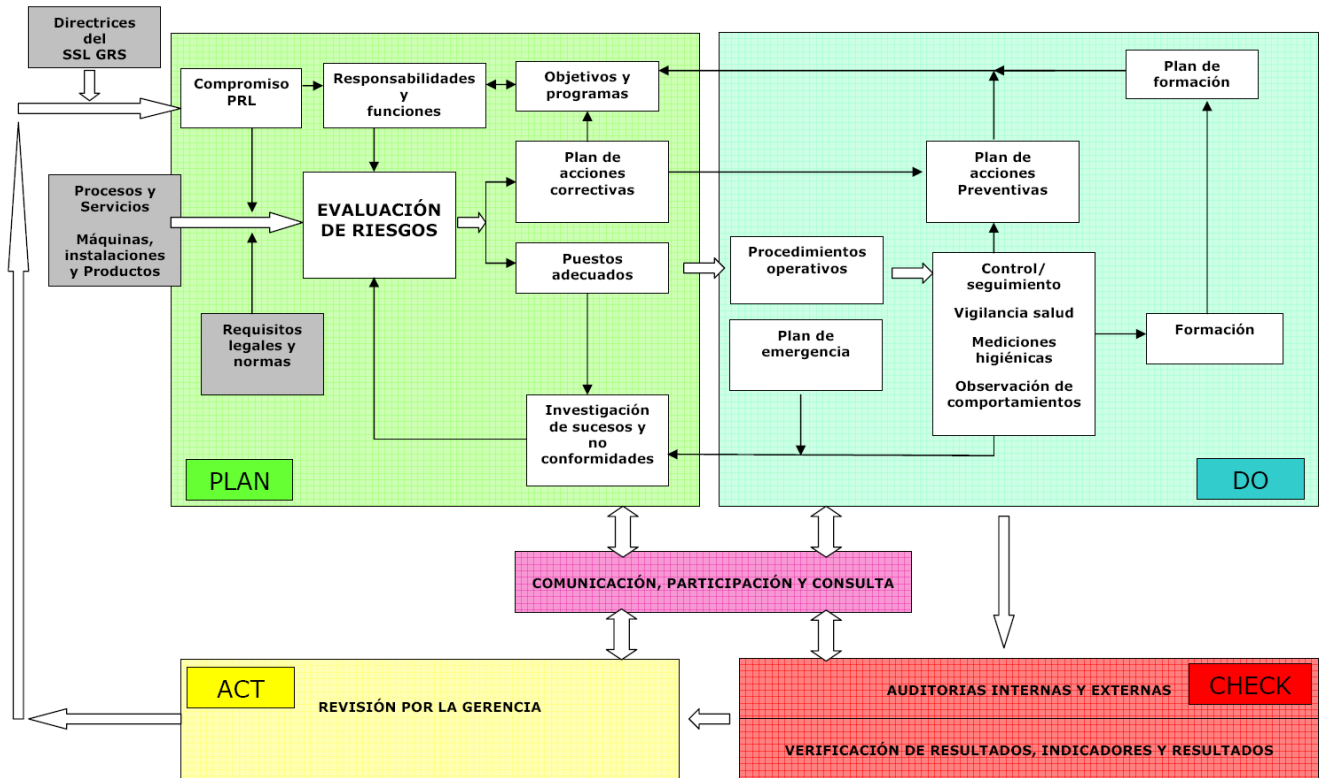 Directrices
del
SSL GRS
Compromiso
PRL
Responsabilidades
y
funciones
Objetivos y
programas
Plan de
formación
Procesos y
Servicios
Máquinas,
instalaciones
y Productos
EVALUACIÓN
DE RIESGOS
Plan de
acciones
correctivas
Plan de
acciones
Preventivas
Puestos
adecuados
Procedimientos
operativos
Control/
seguimiento
Vigilancia salud
Mediciones
higiénicas
Observación de
comportamientos
Requisitos
legales y
normas
Plan de
emergencia
Formación
Investigación
de sucesos y
no
conformidades
PLAN
DO
COMUNICACIÓN, PARTICIPACIÓN Y CONSULTA
ACT
REVISIÓN POR LA GERENCIA
AUDITORIAS INTERNAS Y EXTERNAS
CHECK
VERIFICACIÓN DE RESULTADOS, INDICADORES Y RESULTADOS